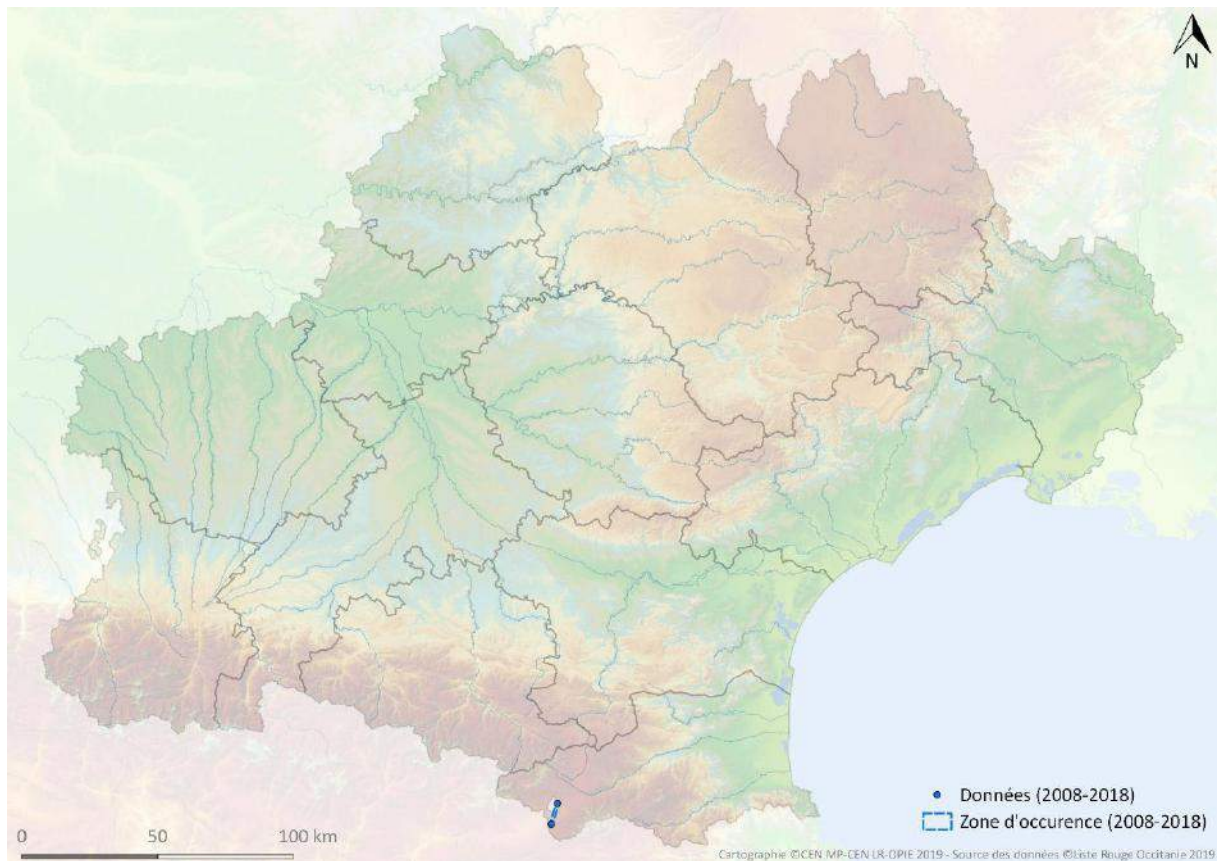 N
Données (2008-2018)
Zone d'occurence (2008-2018)
0 50 100 km
Cartographie ©CEN MP-CEN LR-OPIE 2019 - Source des données ©Liste Rouge Occitanie 2019